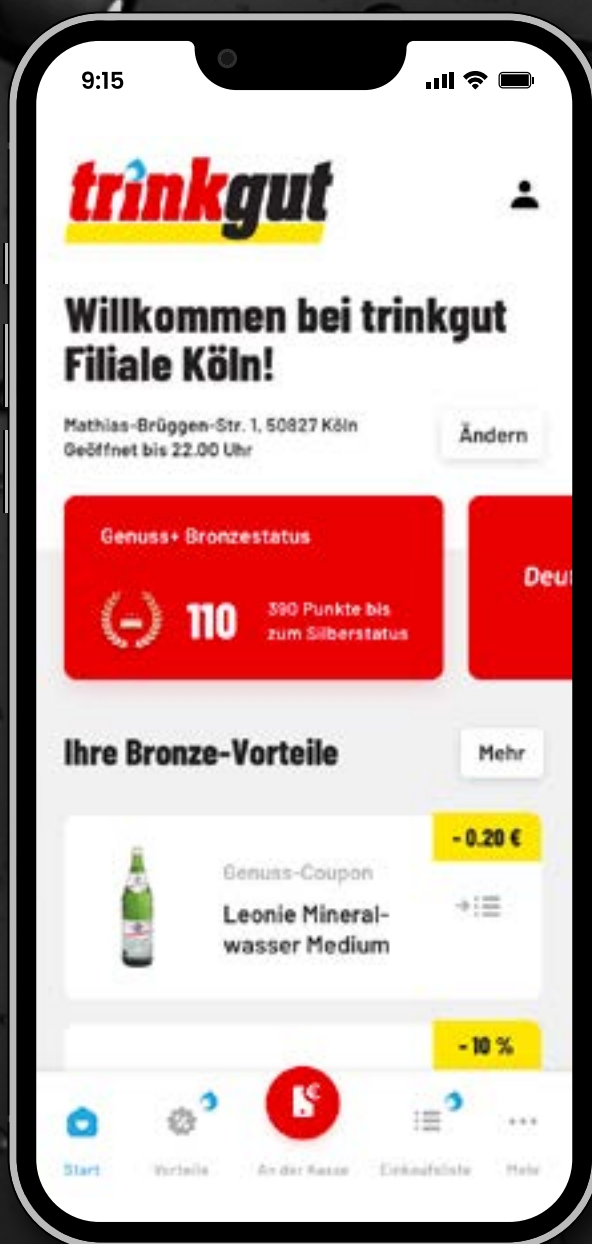 9:15
trinkgut
Willkommen bei trinkgut
Filiale Köln!
Mathias-Brüggen-Str. 1, 50827 Köln
Geöffnet bis 22.00 Uhr
Ändern
Genuss+ Bronzestatus
110
390 Punkte bis
zum Silberstatus
Deu
Ihre Bronze-Vorteile
Mehr
- 0.20 €
Genuss-Coupon
Leonie Mineral-
wasser Medium
- 10 %
Start
Vorteile
An der Kasse
Einkaufsliste
Mehr